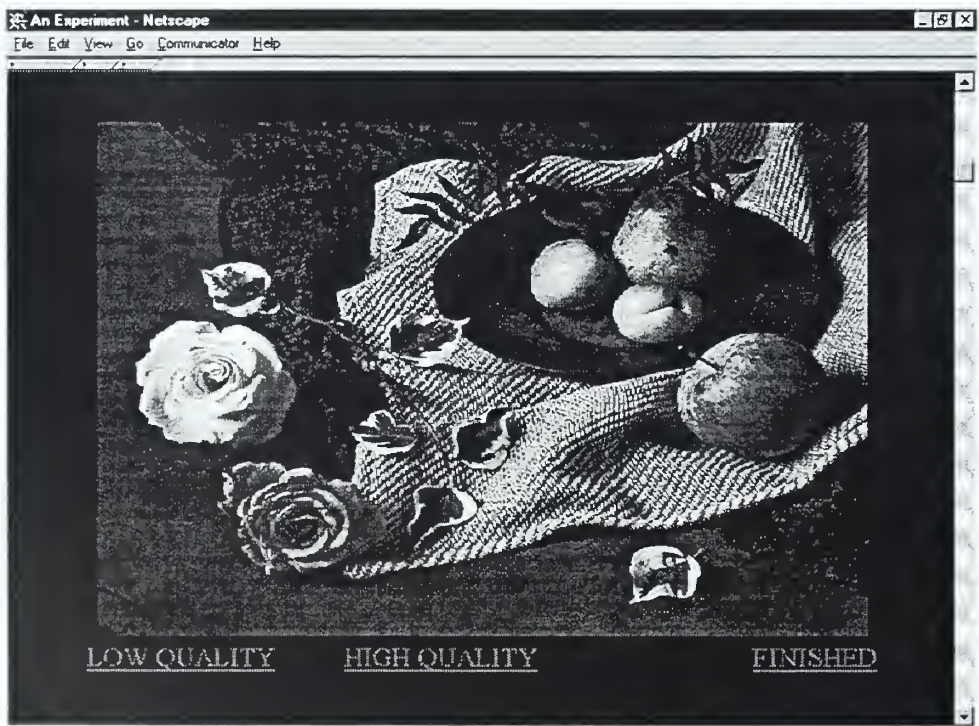 An Experiment - Netscape
File Edit View Go Communicator Help
LOW QUALITY HIGH QUALITY FINISHED